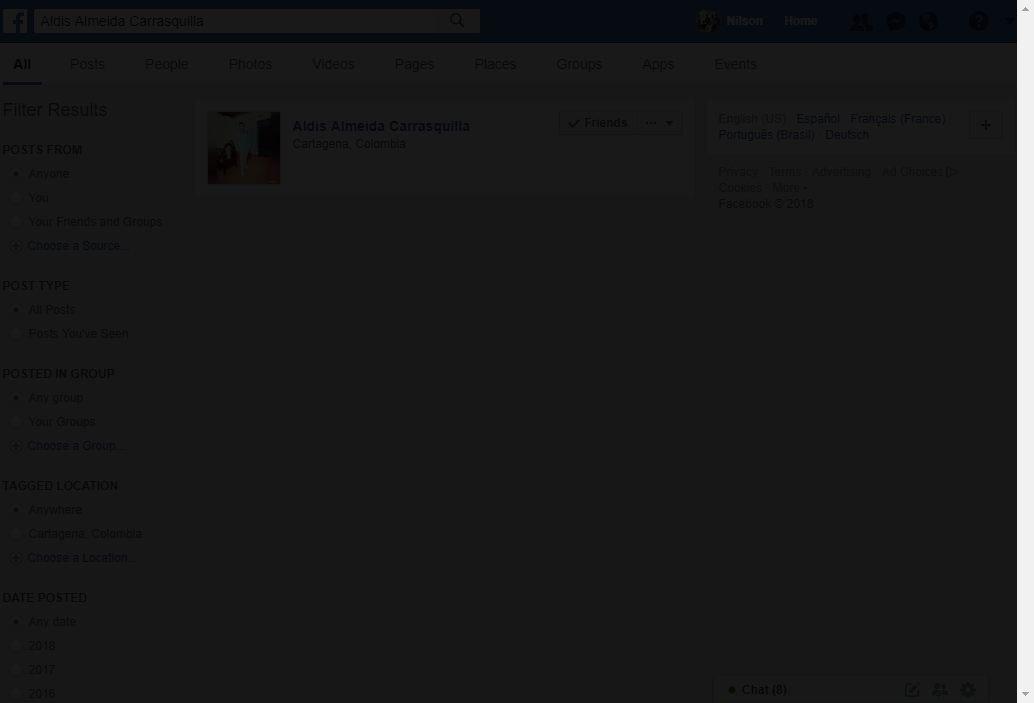 Aldis Almeida Carrasquilla
Nilson Home
All Posts People Photos Videos Pages Places Groups Apps Events
Filter Results
POSTS FROM
Anyone
You
Your Friends and Groups
Choose a Source...
POST TYPE
All Posts
Posts You've Seen
POSTED IN GROUP
Any group
Your Groups
Choose a Group...
TAGGED LOCATION
Anywhere
Cartagena, Colombia
Choose a Location...
DATE POSTED
Any date
2018
2017
2016
Aldis Almeida Carrasquilla
Cartagena, Colombia
Friends ...
English (US) · Español · Français (France) ·
Português (Brasil) · Deutsch
+
Privacy · Terms · Advertising · Ad Choices
Cookies · More
Facebook © 2018
Chat (8)